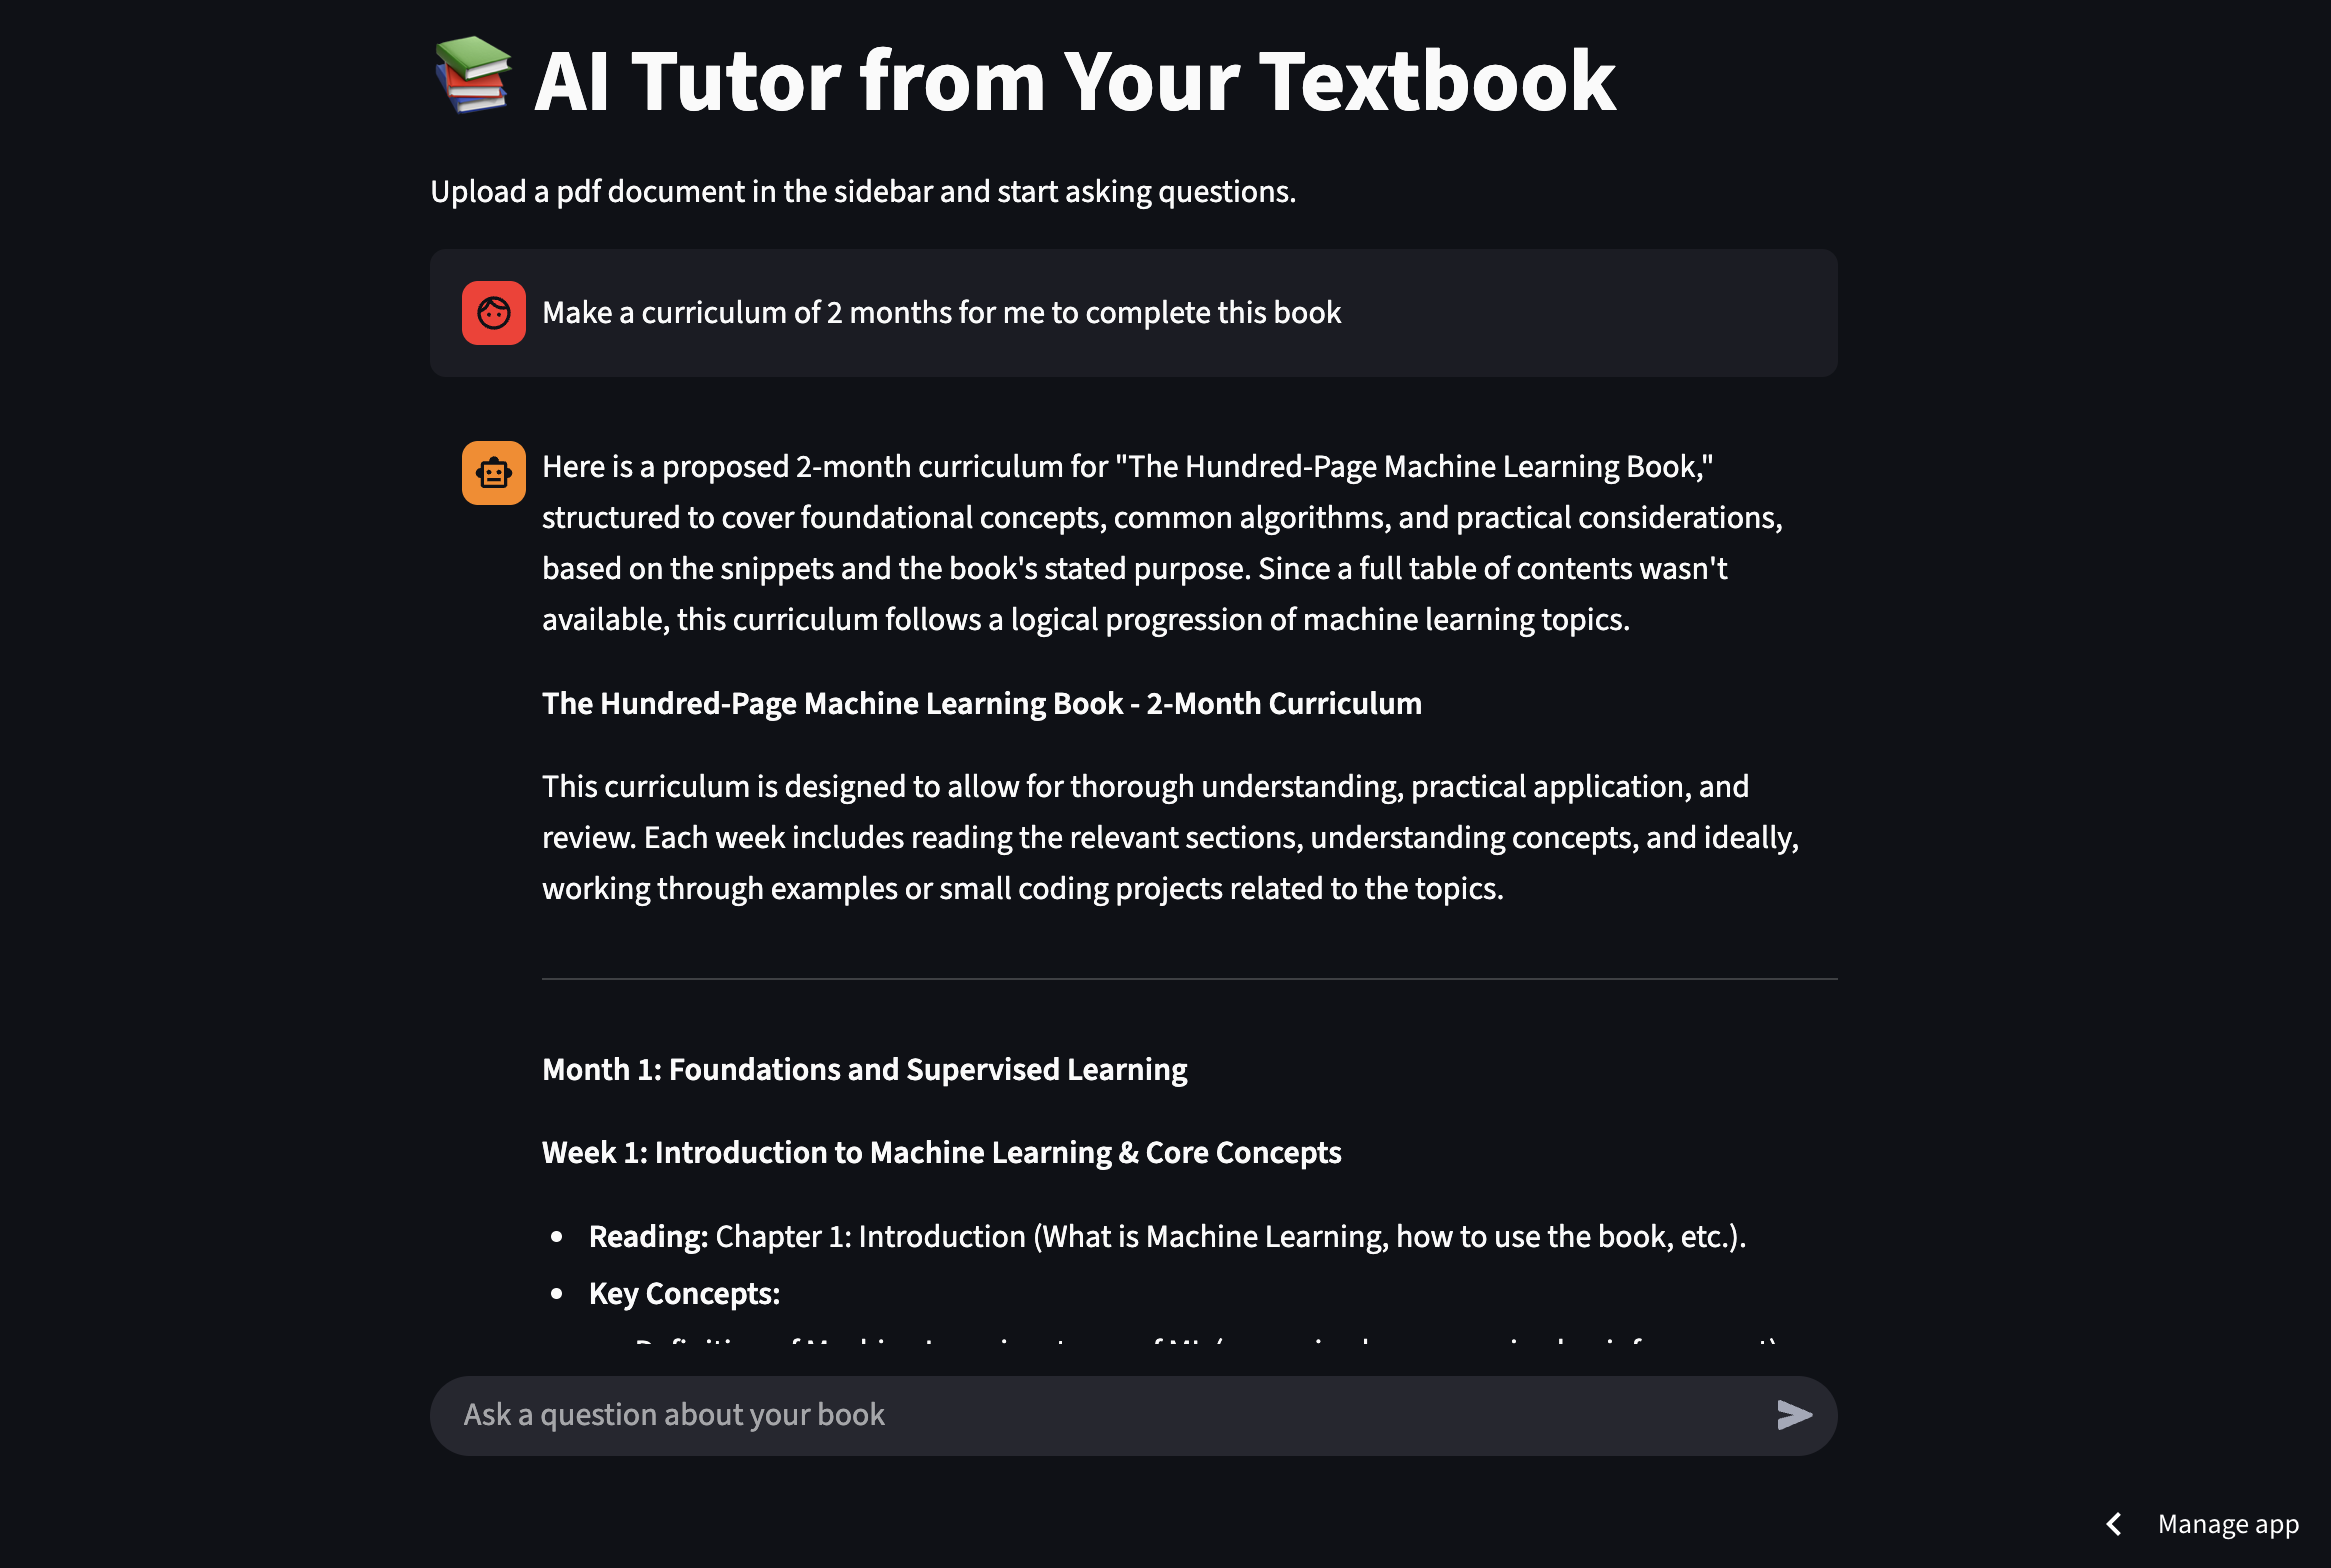 AI Tutor from Your Textbook
Upload a pdf document in the sidebar and start asking questions.
Make a curriculum of 2 months for me to complete this book
Here is a proposed 2-month curriculum for "The Hundred-Page Machine Learning Book,"
structured to cover foundational concepts, common algorithms, and practical considerations,
based on the snippets and the book's stated purpose. Since a full table of contents wasn't
available, this curriculum follows a logical progression of machine learning topics.
The Hundred-Page Machine Learning Book - 2-Month Curriculum
This curriculum is designed to allow for thorough understanding, practical application, and
review. Each week includes reading the relevant sections, understanding concepts, and ideally,
working through examples or small coding projects related to the topics.
Month 1: Foundations and Supervised Learning
Week 1: Introduction to Machine Learning & Core Concepts
• Reading: Chapter 1: Introduction (What is Machine Learning, how to use the book, etc.).
• Key Concepts:
Ask a question about your book
Manage app